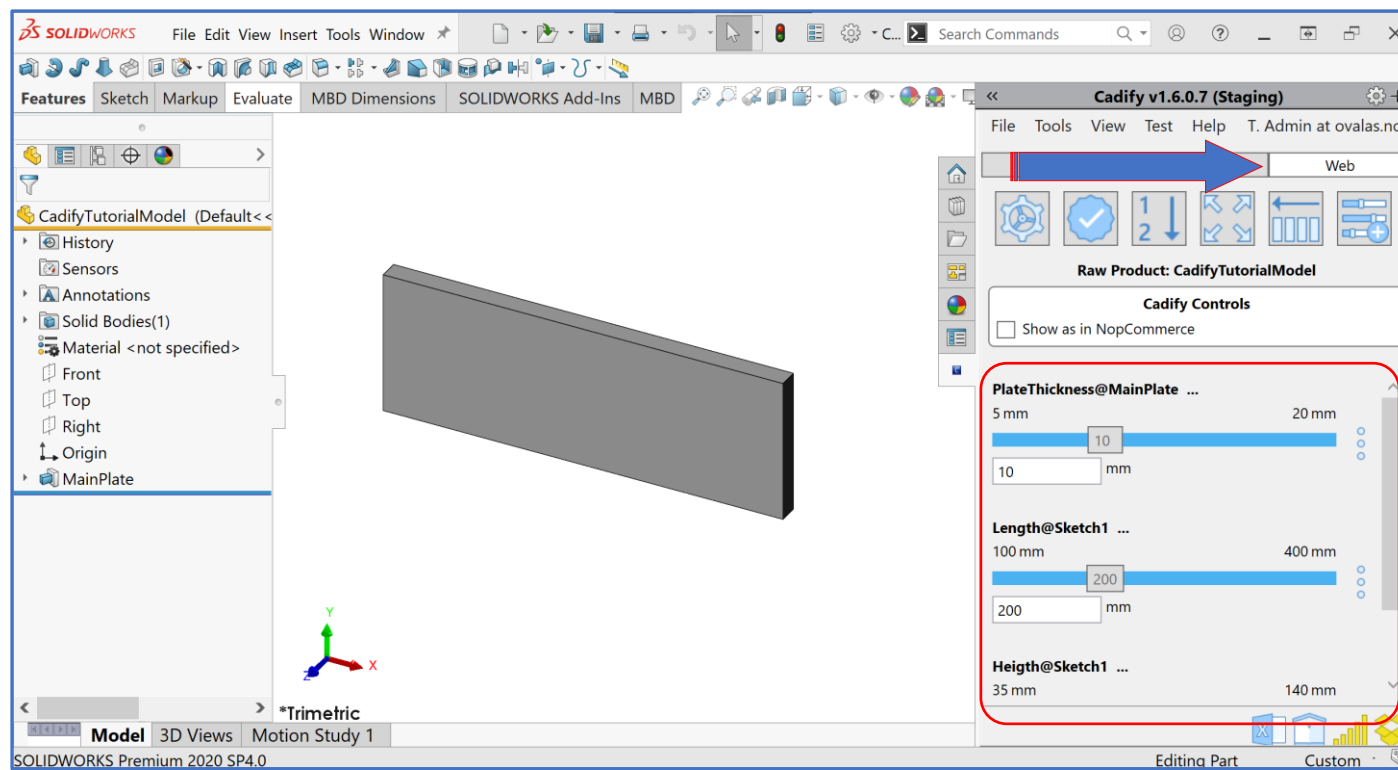 SOLIDWORKS File Edit View Insert Tools Window C... Search Commands
Features Sketch Markup Evaluate MBD Dimensions SOLIDWORKS Add-Ins MBD
CadifyTutorialModel (Default<<
History
Sensors
Annotations
Solid Bodies(1)
Material <not specified>
Front
Top
Right
Origin
MainPlate
Y
X
Z
*Trimetric
Model 3D Views Motion Study 1
SOLIDWORKS Premium 2020 SP4.0
Editing Part Custom
Cadify v1.6.0.7 (Staging)
File Tools View Test Help T. Admin at ovalas.no
Web
1
2
Raw Product: CadifyTutorialModel
Cadify Controls
Show as in NopCommerce
PlateThickness@MainPlate ...
5 mm 20 mm
10
10 mm
Length@Sketch1 ...
100 mm 400 mm
200
200 mm
Heigth@Sketch1 ...
35 mm 140 mm
X